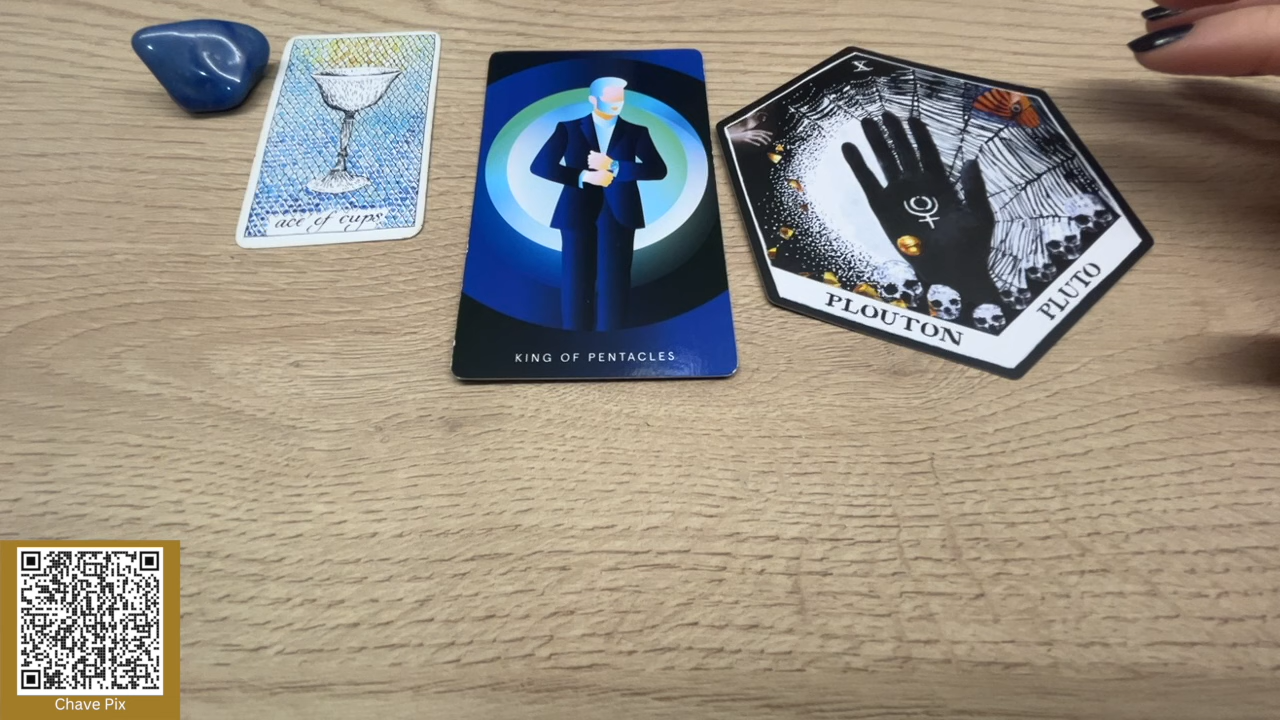 ace of cups
KING OF PENTACLES
X
PLOUTON
PLUTO
Chave Pix